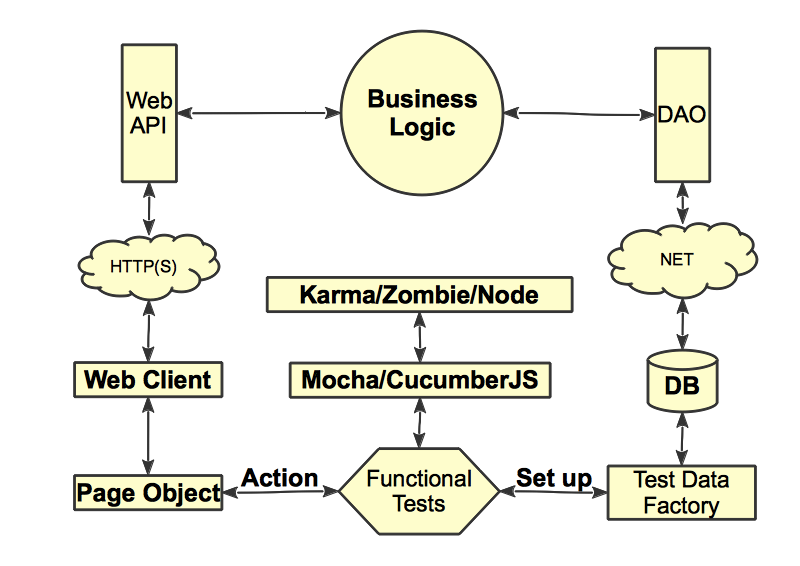 Business
Logic
Web
API
DAO
HTTP(S)
NET
Karma/Zombie/Node
Web Client
Mocha/CucumberJS
DB
Page Object
Action
Functional
Tests
Set up
Test Data
Factory